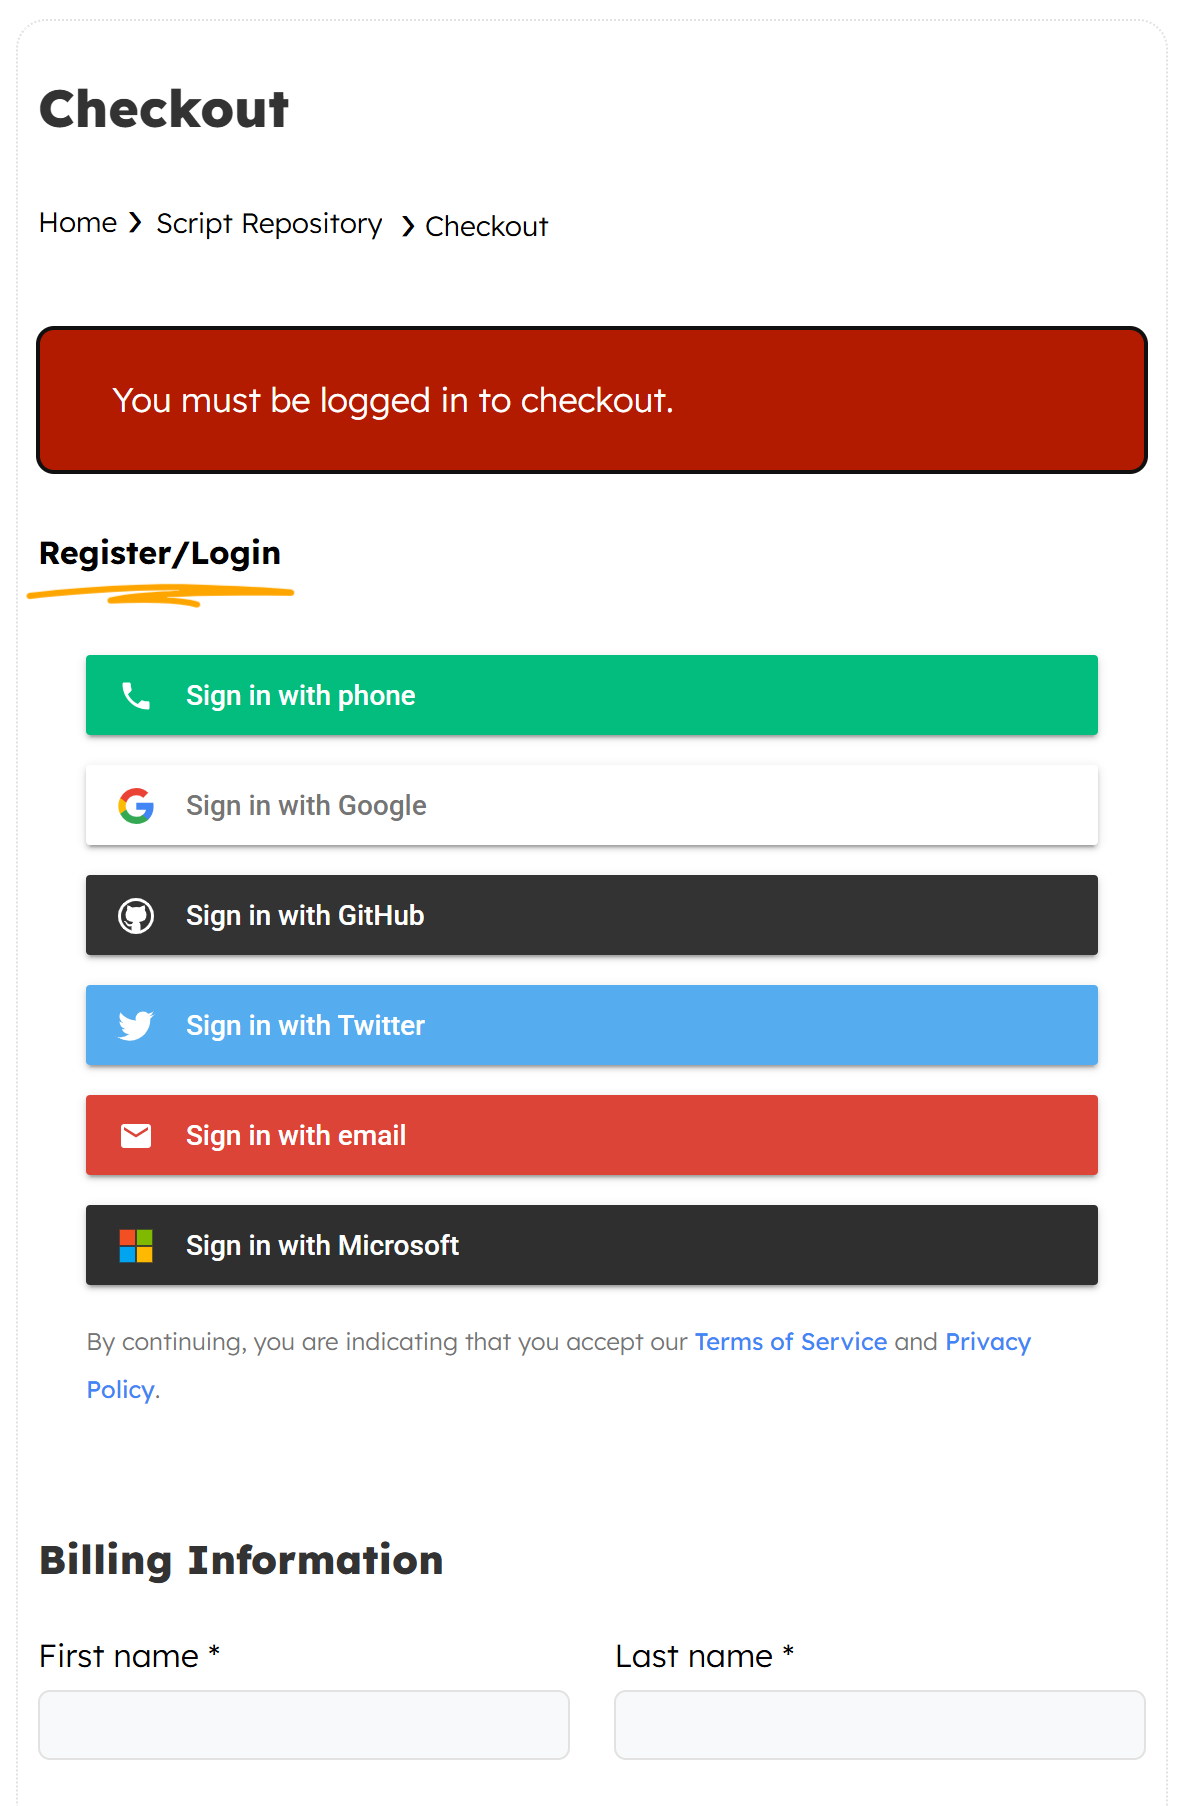 Checkout
Home ❯ Script Repository ❯ Checkout
You must be logged in to checkout.
Register/Login
Sign in with phone
Sign in with Google
Sign in with GitHub
Sign in with Twitter
Sign in with email
Sign in with Microsoft
By continuing, you are indicating that you accept our Terms of Service and Privacy
Policy.
Billing Information
First name * Last name *